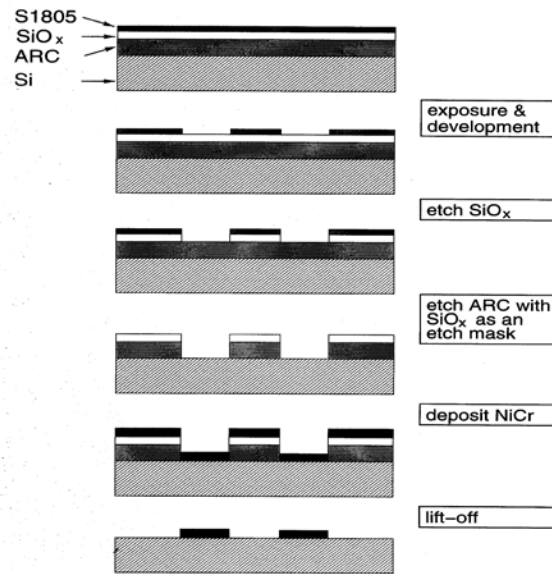 S1805
SiOₓ
ARC
Si
exposure &
development
etch SiOₓ
etch ARC with
SiOₓ as an
etch mask
deposit NiCr
lift-off